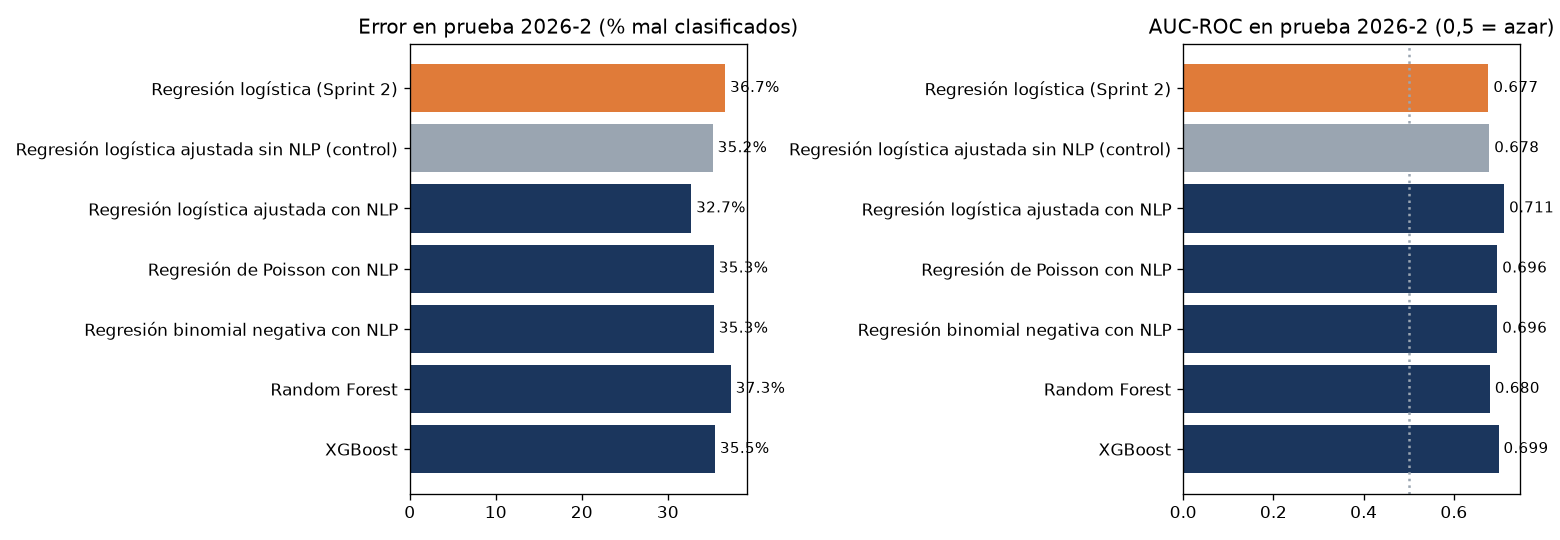 Error en prueba 2026-2 (% mal clasificados)
Regresión logística (Sprint 2) 36.7%
Regresión logística ajustada sin NLP (control) 35.2%
Regresión logística ajustada con NLP 32.7%
Regresión de Poisson con NLP 35.3%
Regresión binomial negativa con NLP 35.3%
Random Forest 37.3%
XGBoost 35.5%
0 10 20 30
AUC-ROC en prueba 2026-2 (0,5 = azar)
Regresión logística (Sprint 2) 0.677
Regresión logística ajustada sin NLP (control) 0.678
Regresión logística ajustada con NLP 0.711
Regresión de Poisson con NLP 0.696
Regresión binomial negativa con NLP 0.696
Random Forest 0.680
XGBoost 0.699
0.0 0.2 0.4 0.6